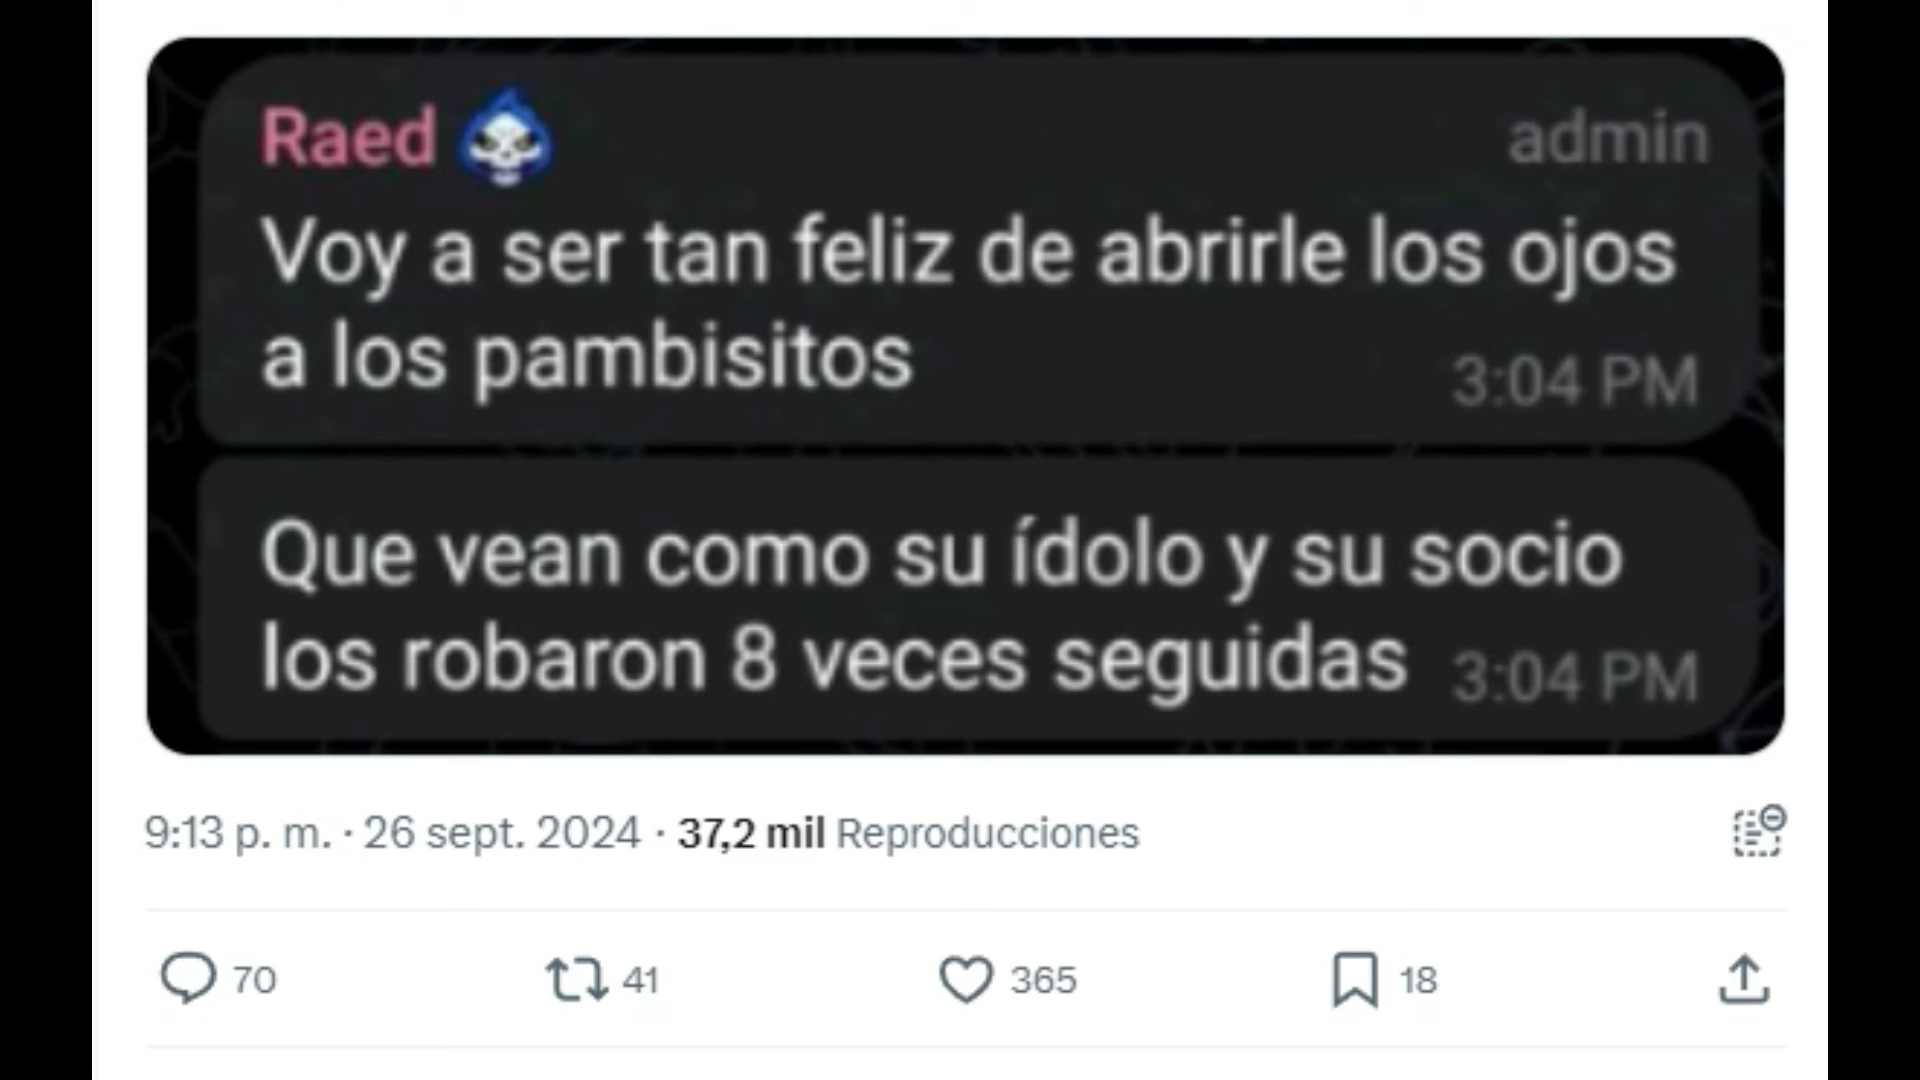 Raed admin
Voy a ser tan feliz de abrirle los ojos
a los pambisitos
3:04 PM
Que vean como su ídolo y su socio
los robaron 8 veces seguidas 3:04 PM
9:13 p. m. · 26 sept. 2024 · 37,2 mil Reproducciones
70 41 365 18